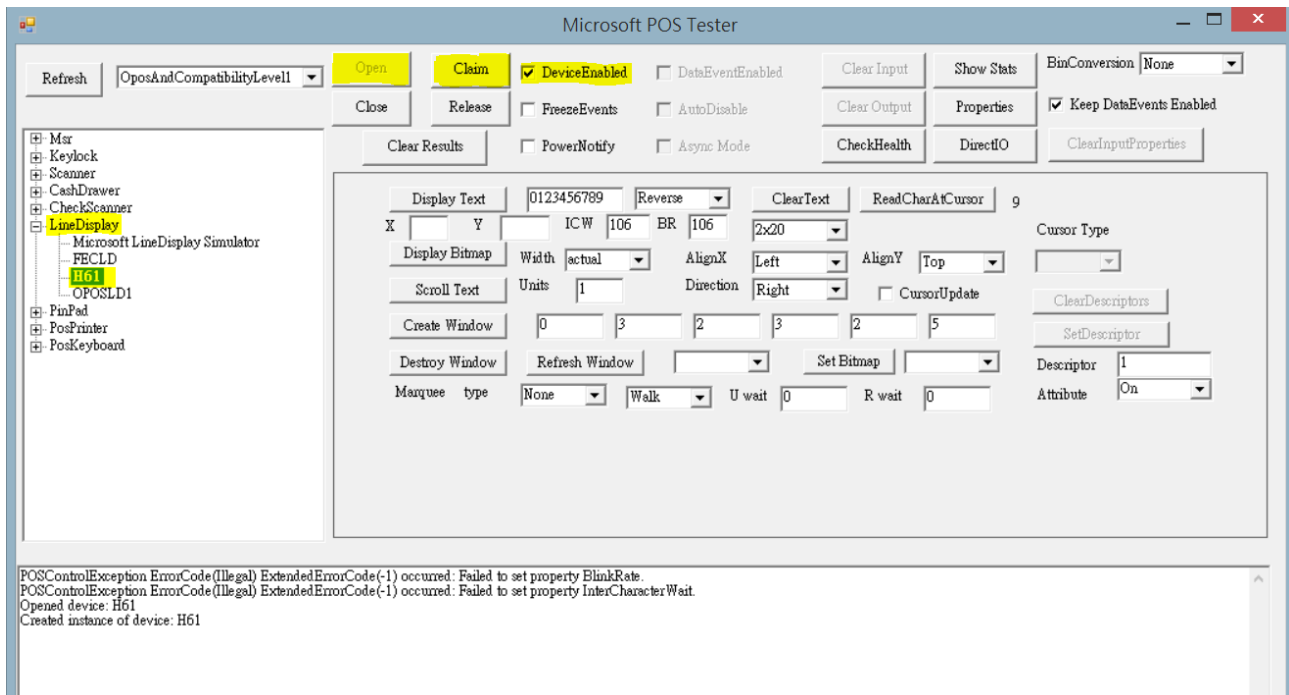 Microsoft POS Tester
Refresh OposAndCompatibilityLevel1 Open Claim DeviceEnabled DataEventEnabled Clear Input Show Stats BinConversion None
Close Release FreezeEvents AutoDisable Clear Output Properties Keep DataEvents Enabled
Clear Results PowerNotify Async Mode CheckHealth DirectIO ClearInputProperties
Msr
Keylock
Scanner
CashDrawer
CheckScanner
LineDisplay
Microsoft LineDisplay Simulator
FECLD
H61
OPOSLD1
PinPad
PosPrinter
PosKeyboard
Display Text 0123456789 Reverse ClearText ReadCharAtCursor 9
X Y ICW 106 BR 106 2x20 Cursor Type
Display Bitmap Width actual AlignX Left AlignY Top
Scroll Text Units 1 Direction Right CursorUpdate ClearDescriptors
Create Window 0 3 2 3 2 5 SetDescriptor
Destroy Window Refresh Window Set Bitmap Descriptor 1
Marquee type None Walk U wait 0 R wait 0 Attribute On
POSControlException ErrorCode(Illegal) ExtendedErrorCode(-1) occurred: Failed to set property BlinkRate.
POSControlException ErrorCode(Illegal) ExtendedErrorCode(-1) occurred: Failed to set property InterCharacterWait.
Opened device: H61
Created instance of device: H61